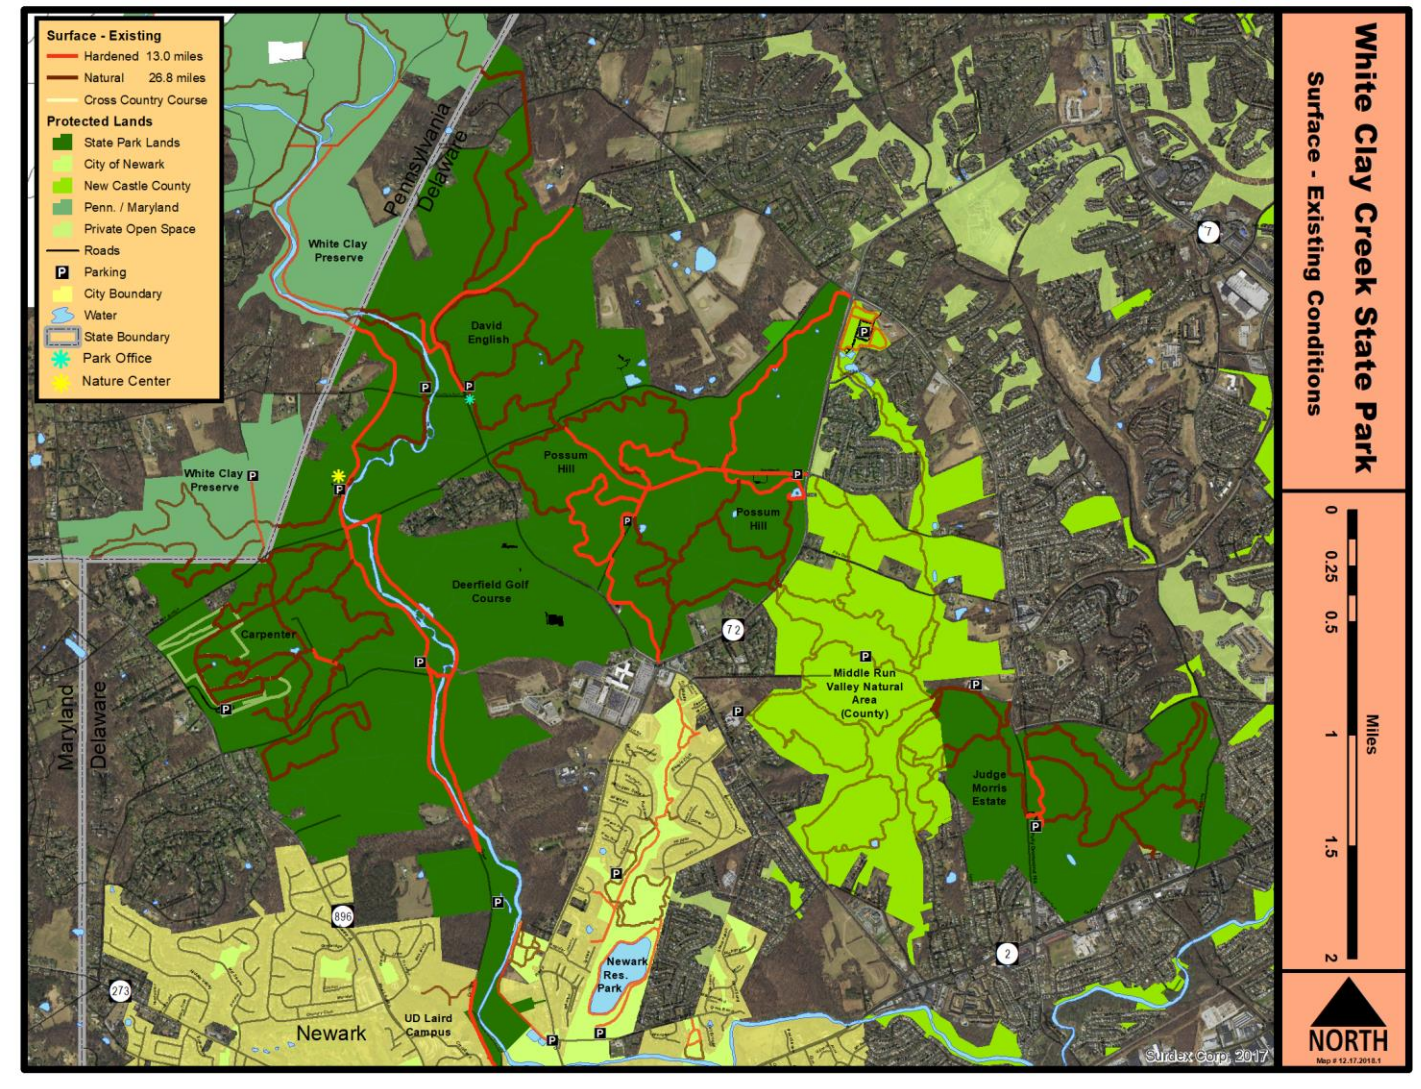 Surface - Existing
Hardened 13.0 miles
Natural 26.8 miles
Cross Country Course
Protected Lands
State Park Lands
City of Newark
New Castle County
Penn. / Maryland
Private Open Space
Roads
P Parking
City Boundary
Water
State Boundary
Park Office
Nature Center
Pennsylvania
Delaware
White Clay
Preserve
7
David
English
P
P
P
White Clay
Preserve
P
P
Possum
Hill
P
P
Possum
Hill
Deerfield Golf
Course
72
Carpenter
P
P
P
Middle Run
Valley Natural
Area
(County)
P
P
Maryland
Delaware
Judge
Morris
Estate
P
P
P
896
2
273
Newark
Res.
Park
UD Laird
Campus
Newark
P
P
Surdex Corp, 2017
White Clay Creek State Park
Surface - Existing Conditions
0
0.25
0.5
1
1.5
2
Miles
NORTH
Map # 12.17.2018.1